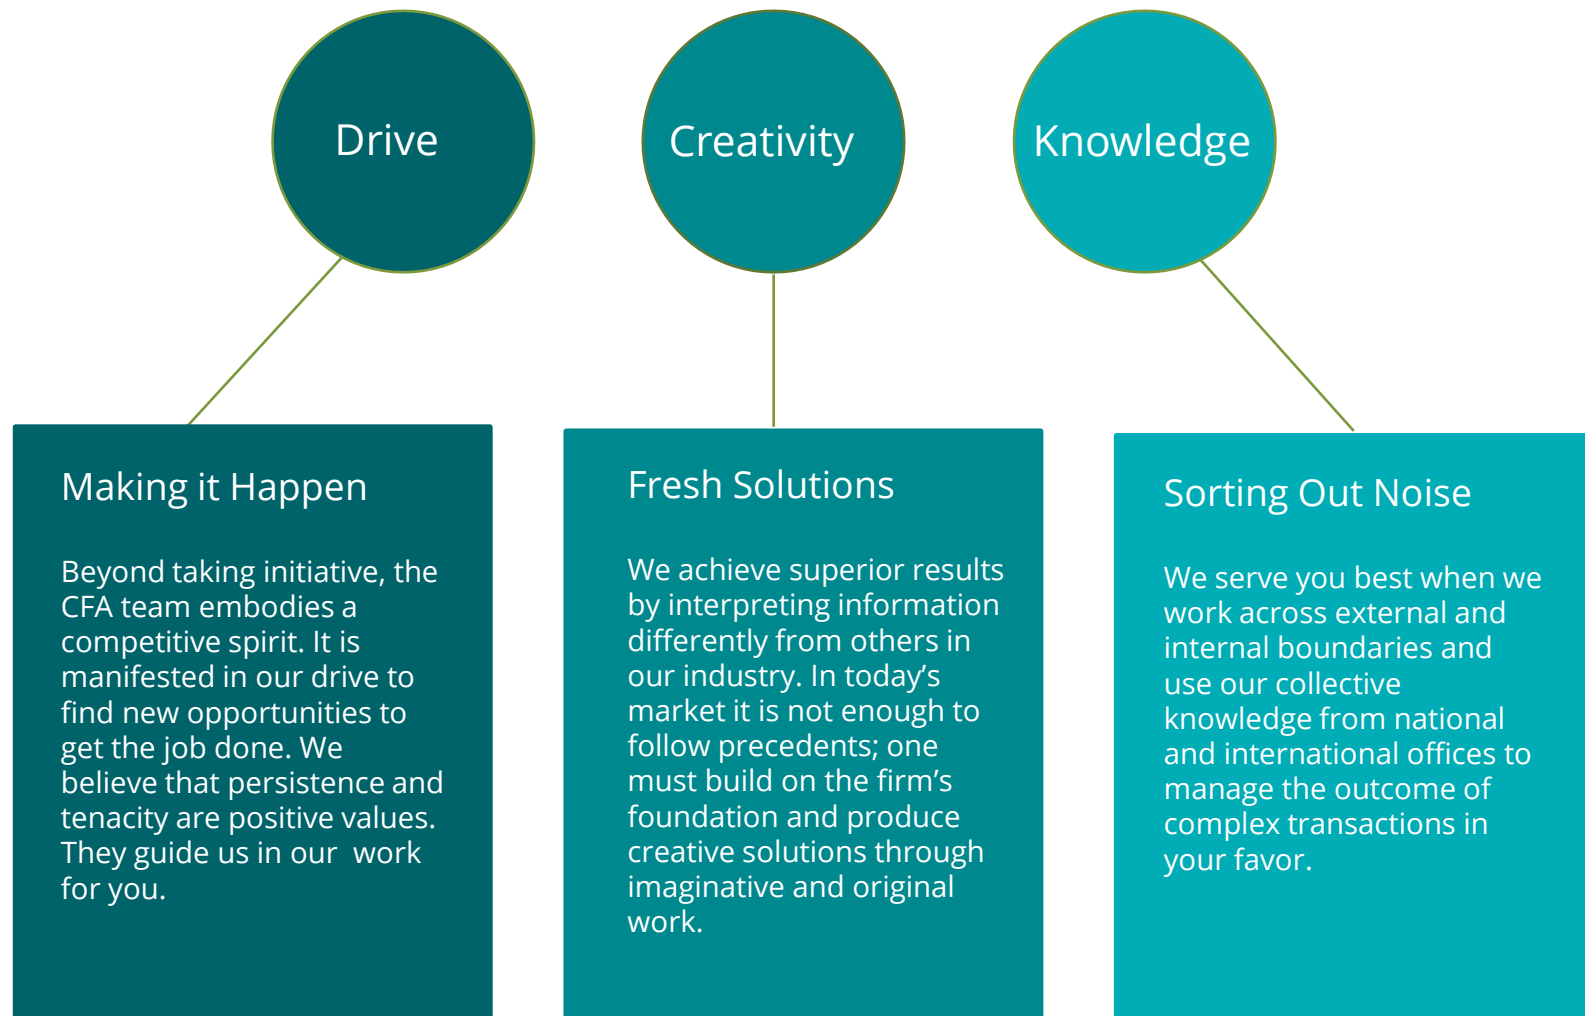 Drive
Creativity
Knowledge
Making it Happen
Beyond taking initiative, the
CFA team embodies a
competitive spirit. It is
manifested in our drive to
find new opportunities to
get the job done. We
believe that persistence and
tenacity are positive values.
They guide us in our  work
for you.
Fresh Solutions
We achieve superior results
by interpreting information
differently from others in
our industry. In today’s
market it is not enough to
follow precedents; one
must build on the firm’s
foundation and produce
creative solutions through
imaginative and original
work.
Sorting Out Noise
We serve you best when we
work across external and
internal boundaries and
use our collective
knowledge from national
and international offices to
manage the outcome of
complex transactions in
your favor.